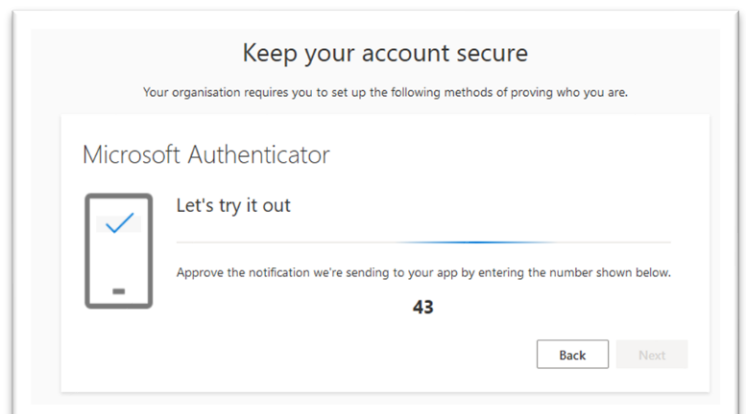 Keep your account secure
Your organisation requires you to set up the following methods of proving who you are.
Microsoft Authenticator
Let's try it out
Approve the notification we're sending to your app by entering the number shown below.
43
Back Next